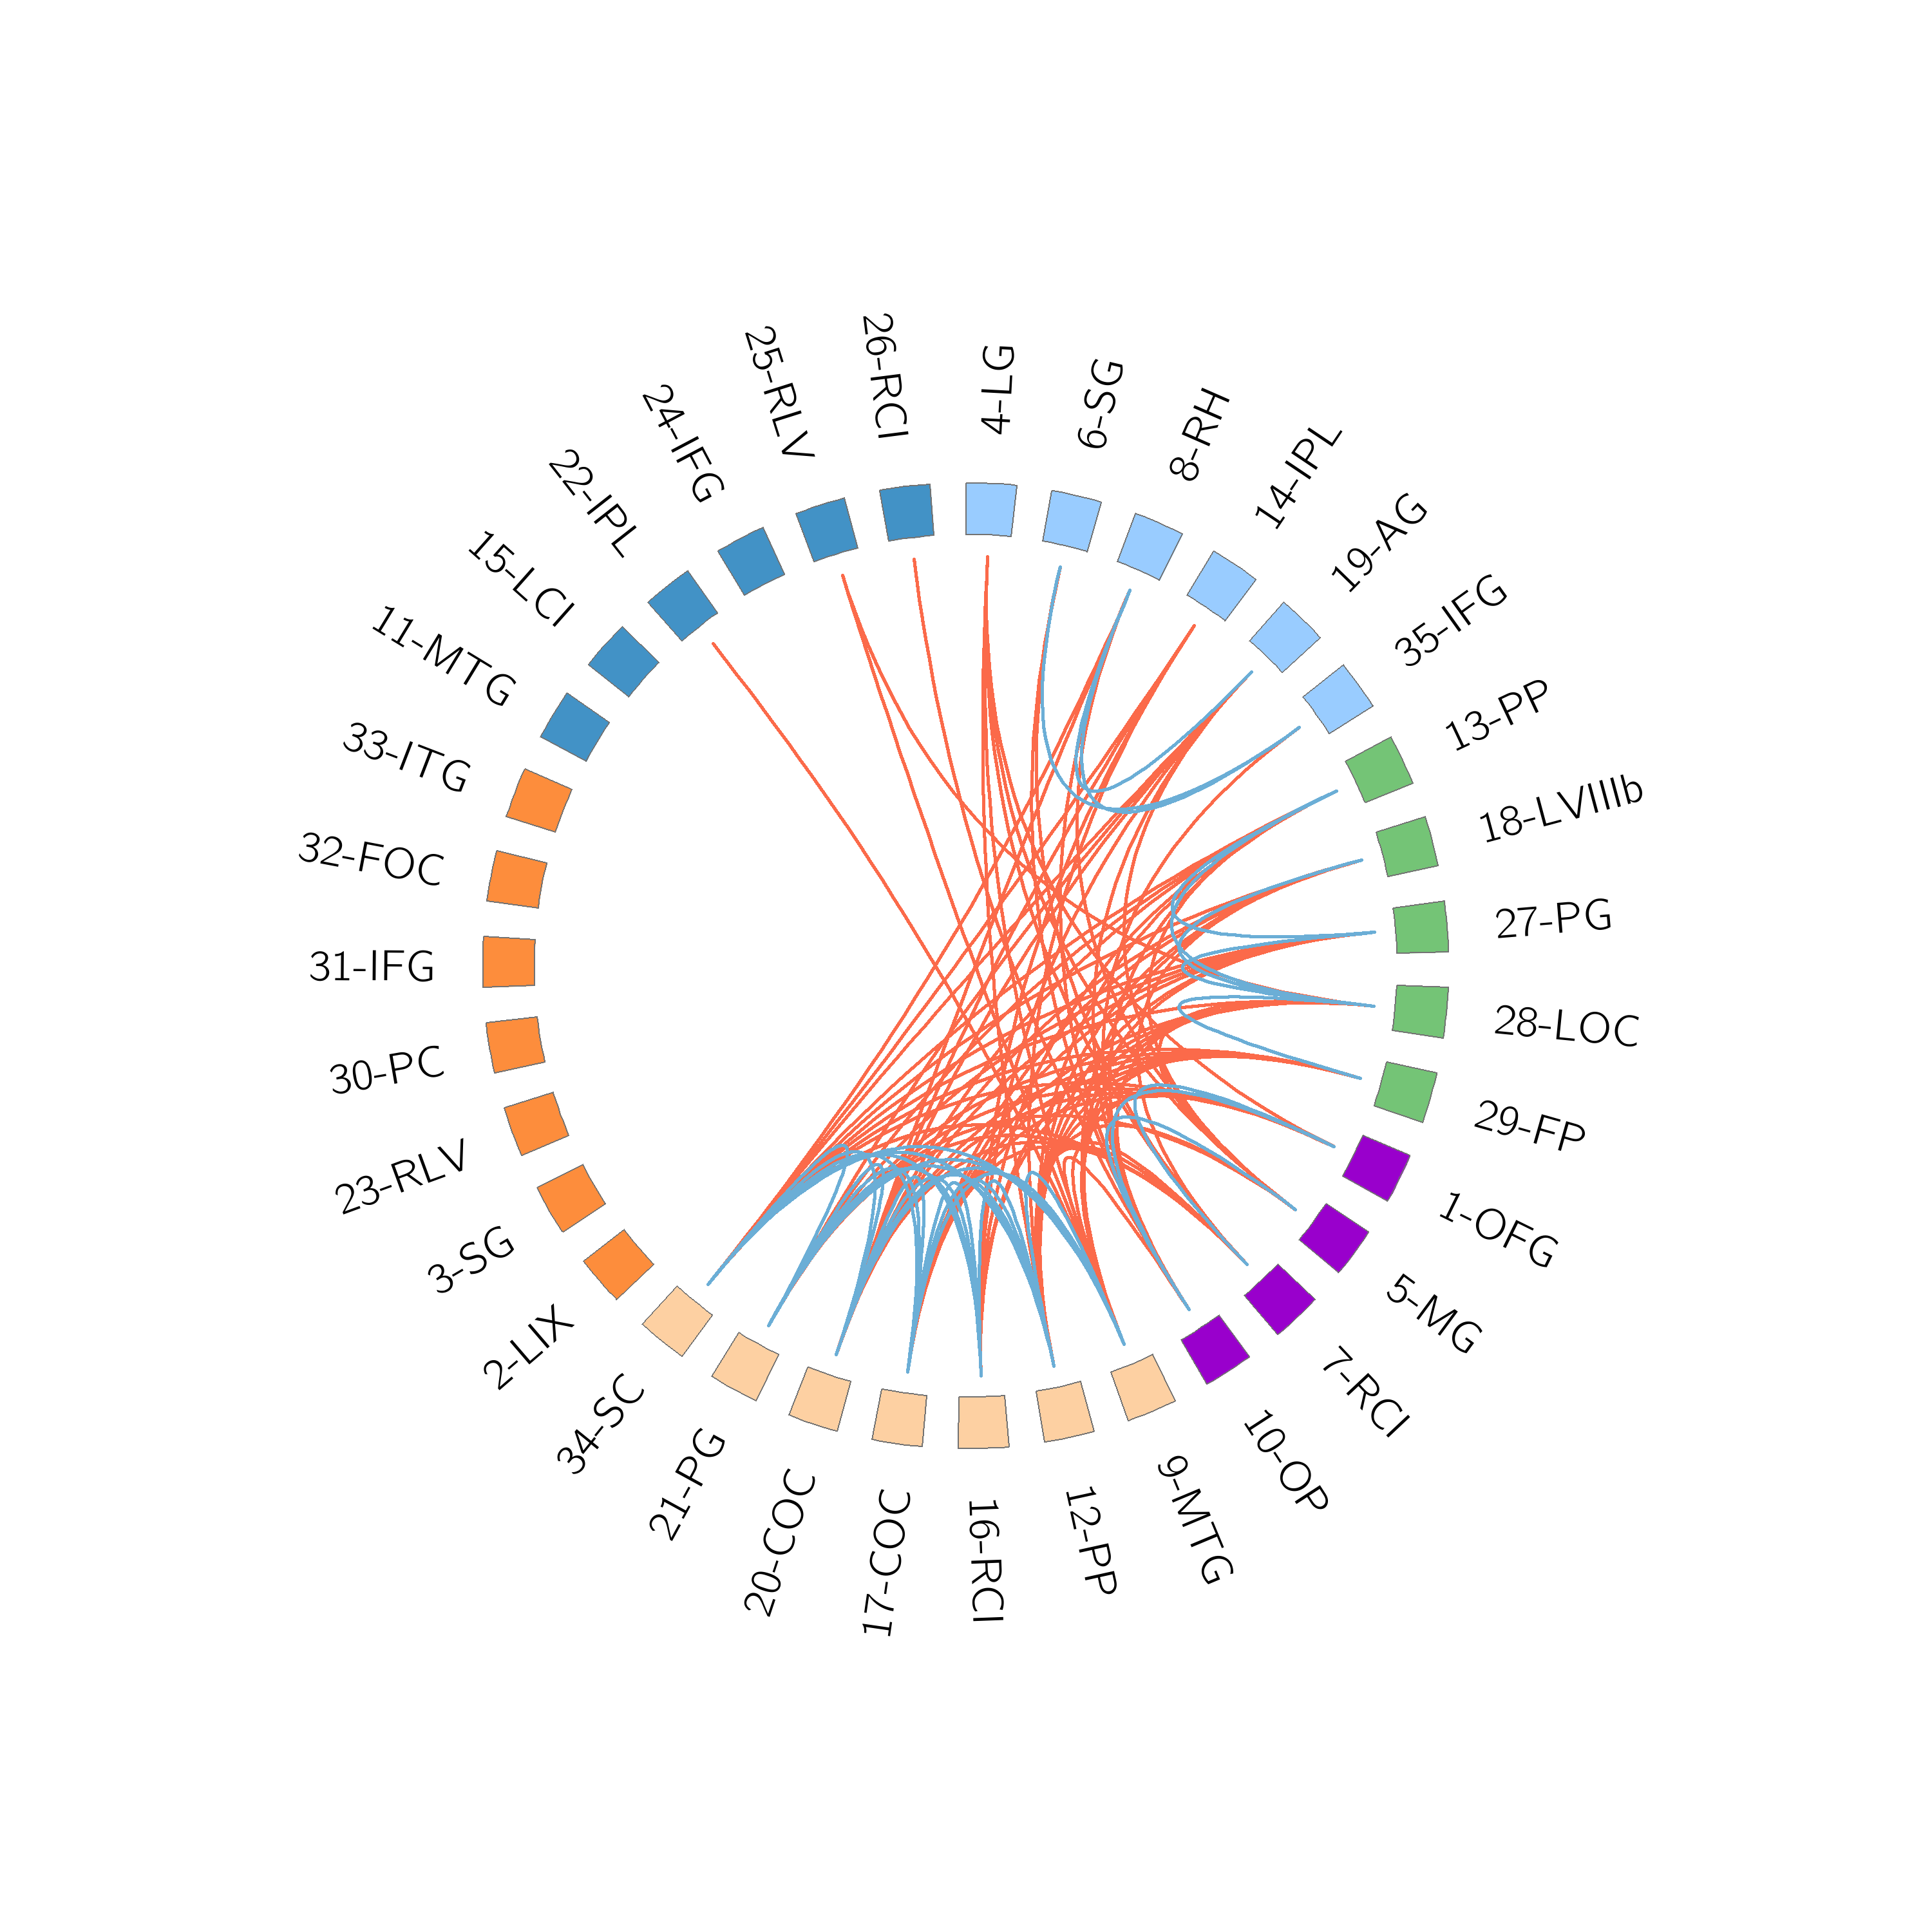 4-LG
6-SG
8-RH
14-IPL
19-AG
35-IFG
13-FP
18-L VIIIb
27-PG
28-LOC
29-FP
1-OFG
5-MG
7-RCI
10-OP
9-MTG
12-PP
16-RCI
17-COC
20-COC
21-PG
34-SC
2-LIX
3-SG
23-RLV
30-PC
31-IFG
32-FOC
33-ITG
11-MTG
15-LCI
22-IPL
24-IFG
25-RLV
26-RCI